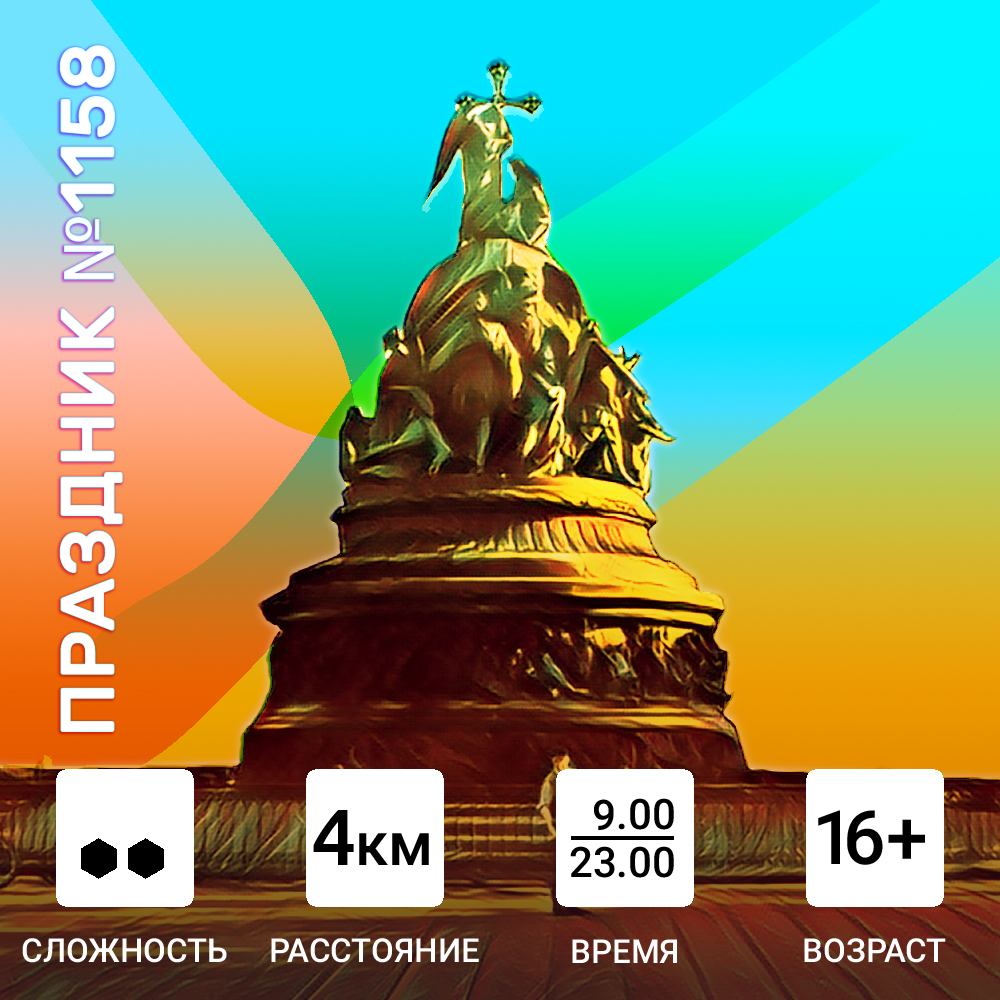 ПРАЗДНИК №1158
4км
9.00
23.00
16+
СЛОЖНОСТЬ
РАССТОЯНИЕ
ВРЕМЯ
ВОЗРАСТ